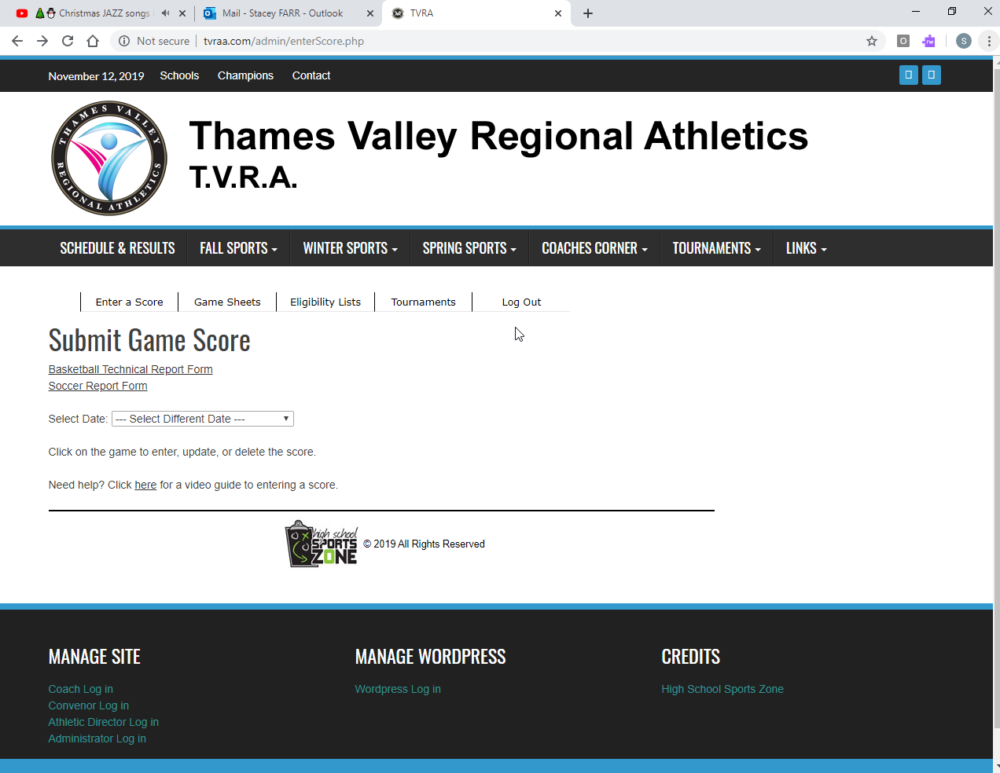 Christmas JAZZ songs
Mail - Stacey FARR - Outlook
TVRA
Not secure
tvraa.com/admin/enterScore.php
O
rw
S
November 12, 2019
Schools
Champions
Contact
THAMES VALLEY
REGIONAL ATHLETICS
Thames Valley Regional Athletics
T.V.R.A.
SCHEDULE & RESULTS
FALL SPORTS
WINTER SPORTS
SPRING SPORTS
COACHES CORNER
TOURNAMENTS
LINKS
Enter a Score
Game Sheets
Eligibility Lists
Tournaments
Log Out
Submit Game Score
Basketball Technical Report Form
Soccer Report Form
Select Date: --- Select Different Date ---
Click on the game to enter, update, or delete the score.
Need help? Click here for a video guide to entering a score.
high school
SPORTS
ZONE
© 2019 All Rights Reserved
MANAGE SITE
Coach Log in
Convenor Log in
Athletic Director Log in
Administrator Log in
MANAGE WORDPRESS
Wordpress Log in
CREDITS
High School Sports Zone